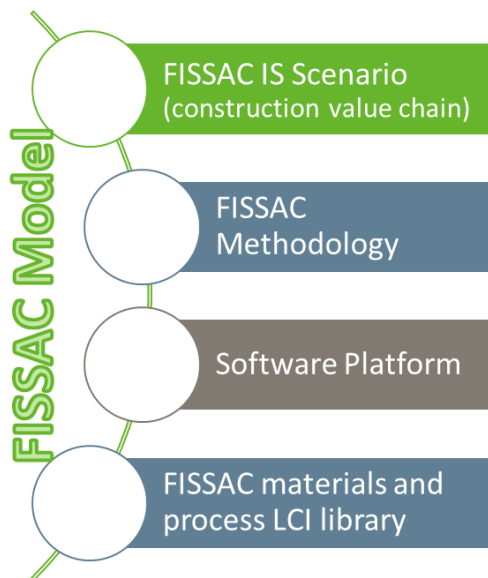 FISSAC Model
FISSAC IS Scenario
(construction value chain)
FISSAC
Methodology
Software Platform
FISSAC materials and
process LCI library